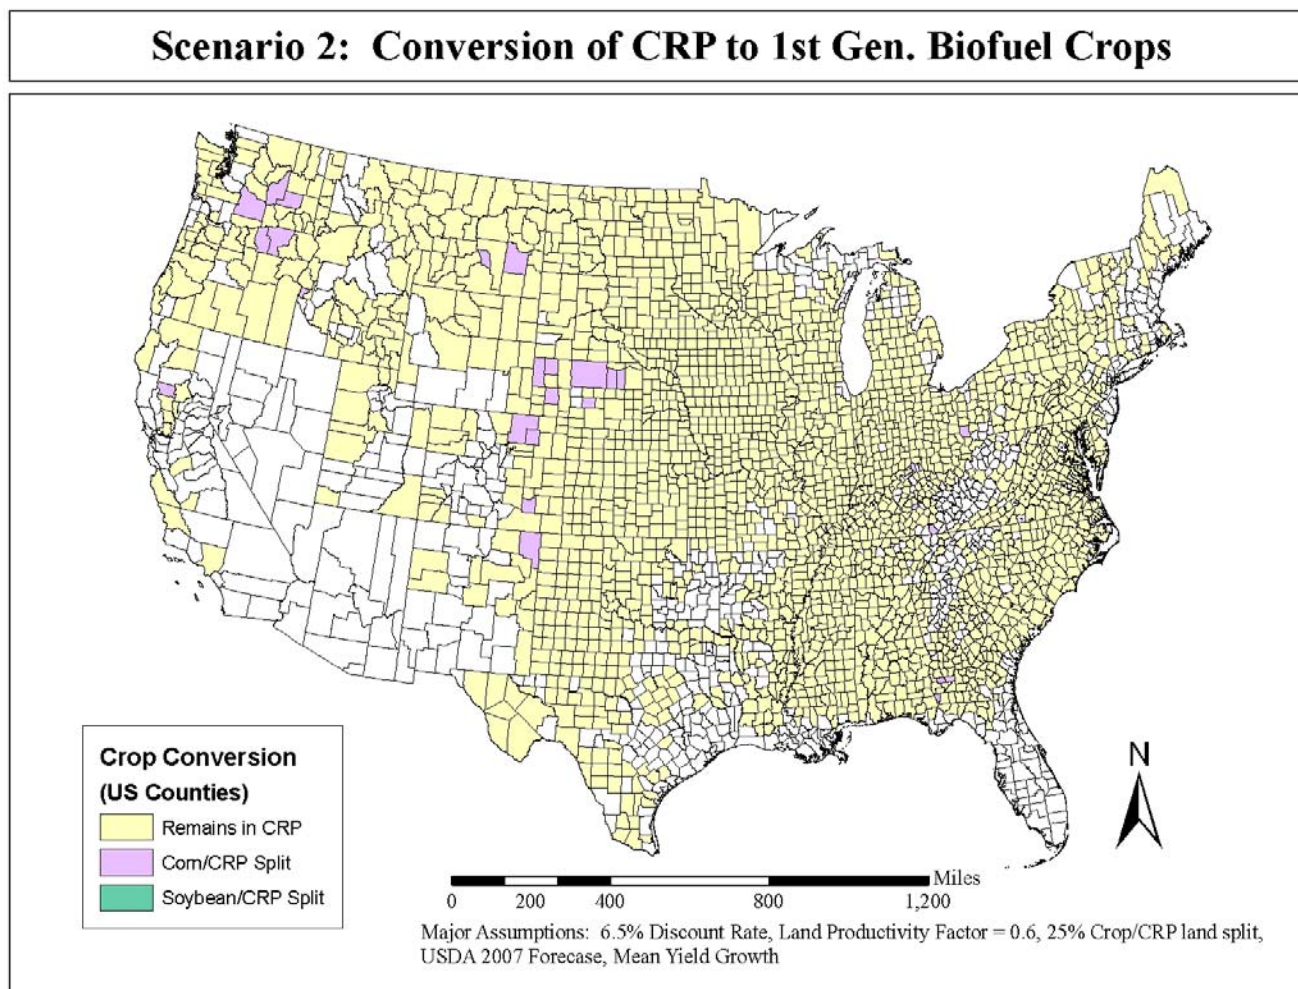 Scenario 2: Conversion of CRP to 1st Gen. Biofuel Crops
N
Crop Conversion
(US Counties)
Remains in CRP
Corn/CRP Split
Soybean/CRP Split
Miles
0 200 400 800 1,200
Major Assumptions: 6.5% Discount Rate, Land Productivity Factor = 0.6, 25% Crop/CRP land split,
USDA 2007 Forecase, Mean Yield Growth